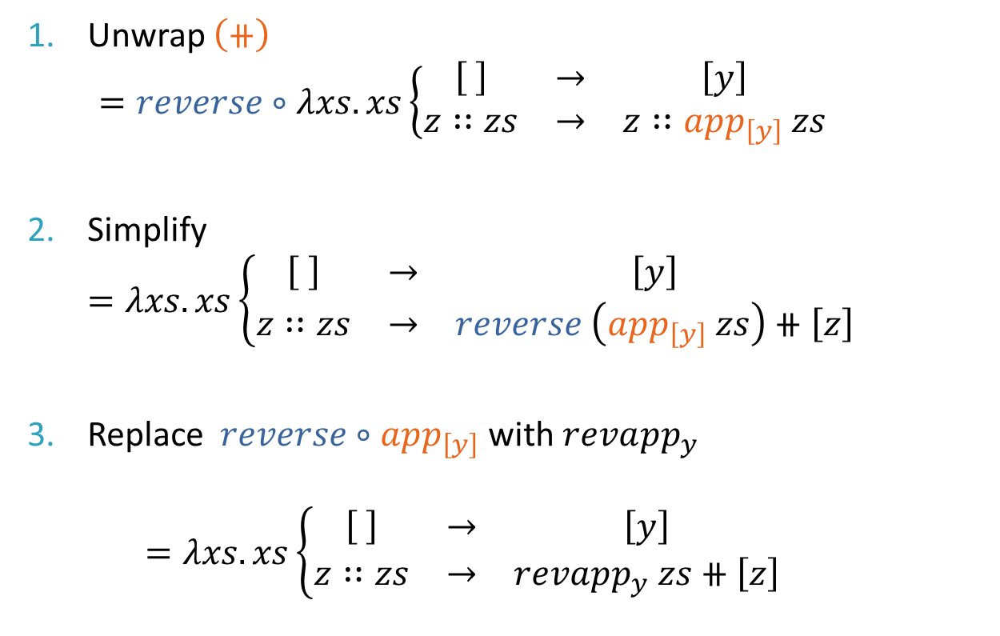 1. Unwrap (⧺)
= reverse ∘ λxs. xs { [ ] → [y]
z ∷ zs → z ∷ app[y] zs
2. Simplify
= λxs. xs { [ ] → [y]
z ∷ zs → reverse (app[y] zs) ⧺ [z]
3. Replace reverse ∘ app[y] with revappy
= λxs. xs { [ ] → [y]
z ∷ zs → revappy zs ⧺ [z]